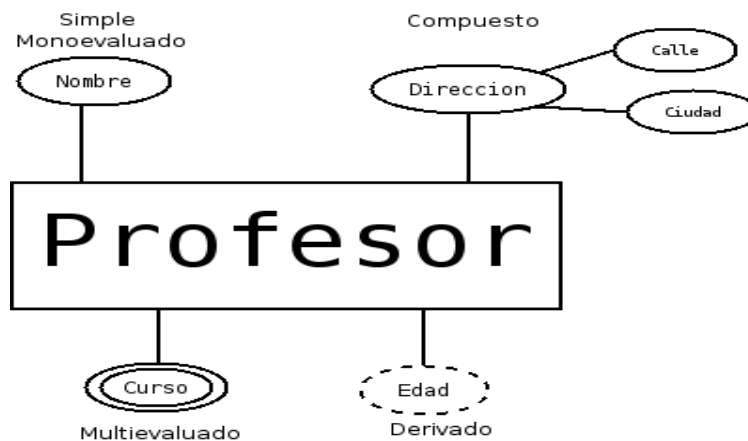 Simple
Monoevaluado
Nombre
Compuesto
Direccion
Calle
Ciudad
Profesor
Curso
Multievaluado
Edad
Derivado